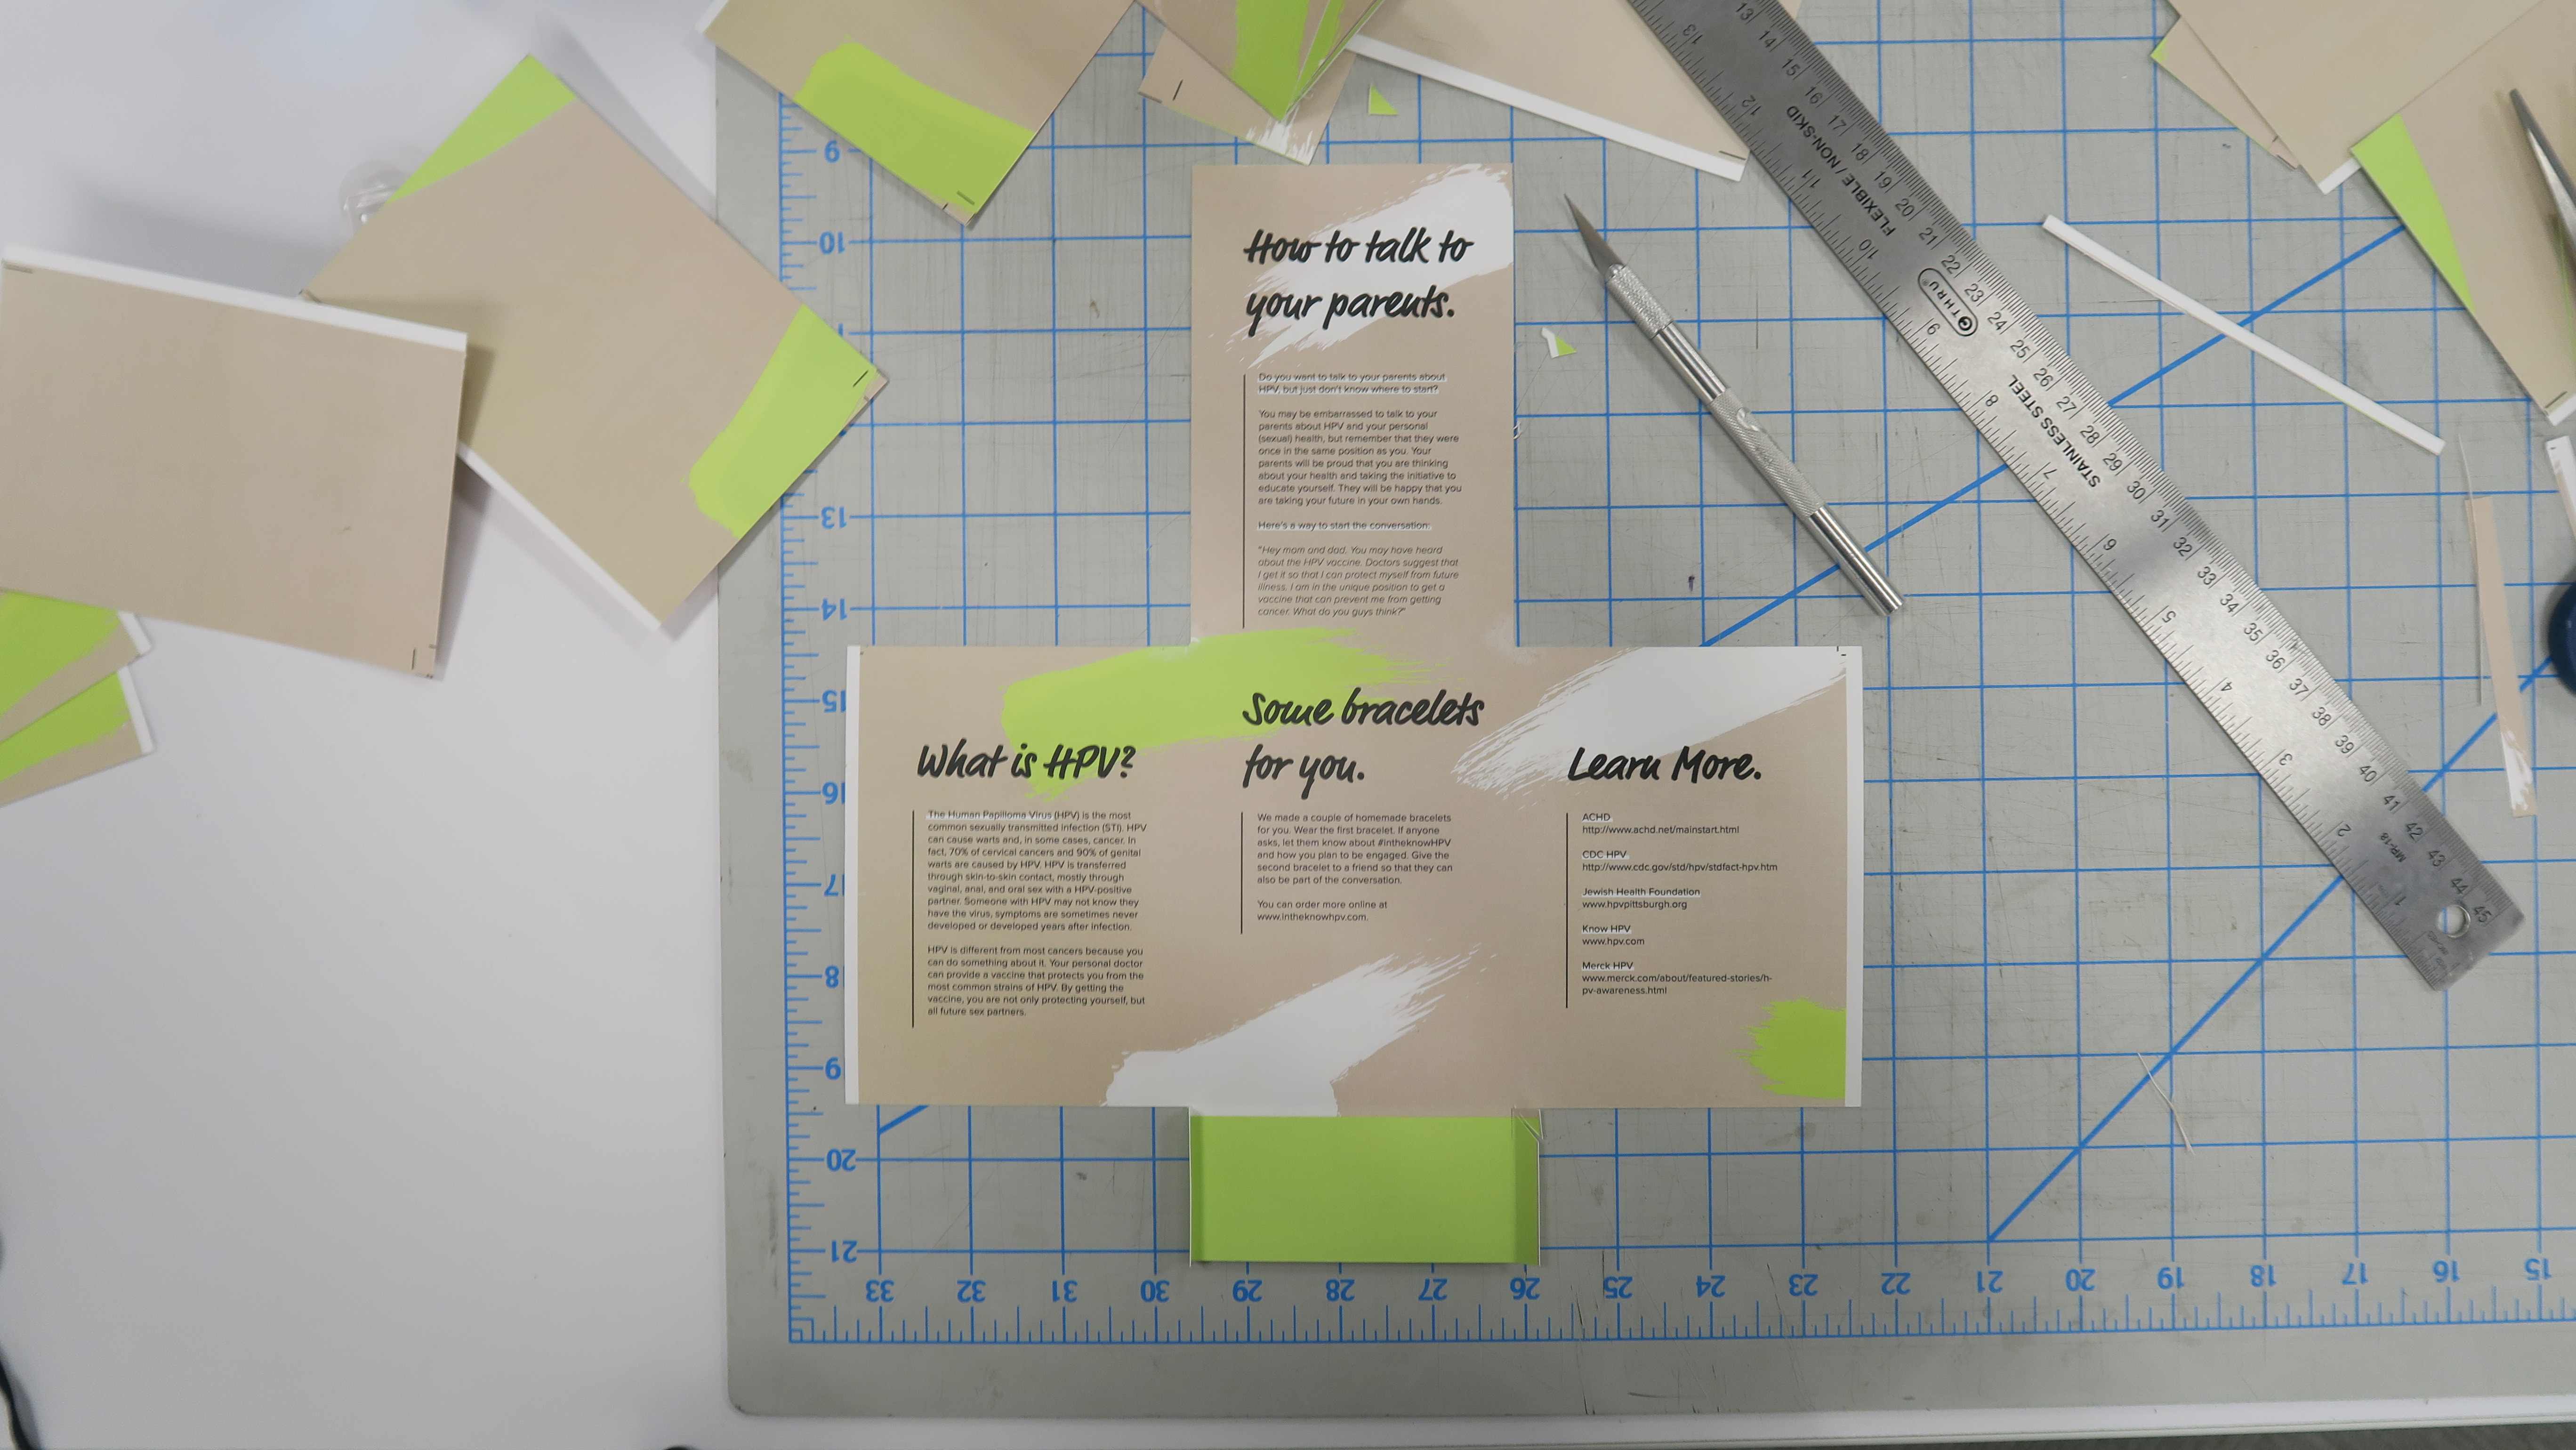 How to talk to
your parents.
Do you want to talk to your parents about
HPV, but just don't know where to start?
You may be embarrassed to talk to your
parents about HPV and your personal
(sexual) health, but remember that they were
once in the same position as you. Your
parents will be proud that you are thinking
about your health and taking the initiative to
educate yourself. They will be happy that you
are taking your future in your own hands.
Here's a way to start the conversation:
"Hey mom and dad. You may have heard
about the HPV vaccine. Doctors suggest that
I get it so that I can protect myself from future
illness. I am in the unique position to get a
vaccine that can prevent me from getting
cancer. What do you guys think?"
What is HPV?
The Human Papilloma Virus (HPV) is the most
common sexually transmitted infection (STI). HPV
can cause warts and, in some cases, cancer. In
fact, 70% of cervical cancers and 90% of genital
warts are caused by HPV. HPV is transferred
through skin-to-skin contact, mostly through
vaginal, anal, and oral sex with a HPV-positive
partner. Someone with HPV may not know they
have the virus, symptoms are sometimes never
developed or developed years after infection.
HPV is different from most cancers because you
can do something about it. Your personal doctor
can provide a vaccine that protects you from the
most common strains of HPV. By getting the
vaccine, you are not only protecting yourself, but
all future sex partners.
Some bracelets
for you.
We made a couple of homemade bracelets
for you. Wear the first bracelet. If anyone
asks, let them know about #intheknowHPV
and how you plan to be engaged. Give the
second bracelet to a friend so that they can
also be part of the conversation.
You can order more online at
www.intheknowhpv.com.
Learn More.
ACHD
http://www.achd.net/mainstart.html
CDC HPV
http://www.cdc.gov/std/hpv/stdfact-hpv.htm
Jewish Health Foundation
www.hpvpittsburgh.org
Know HPV
www.hpv.com
Merck HPV
www.merck.com/about/featured-stories/h-
pv-awareness.html
FLEXIBLE / NON-SKID
C-THRU
STAINLESS STEEL
13 14 15 16 17 18 19 20 21 22 23 24 25 26 27 28 29 30 31 32 33 34 35 36 37 38 39 40 41 42 43 44 45
13 12 11 10 9 8 7 6 5 4 3 2 1
9
10
13
14
15
16
17
20
21
33 32 31 30 29 28 27 26 25 24 23 22 21 20 19 18 17 16 15